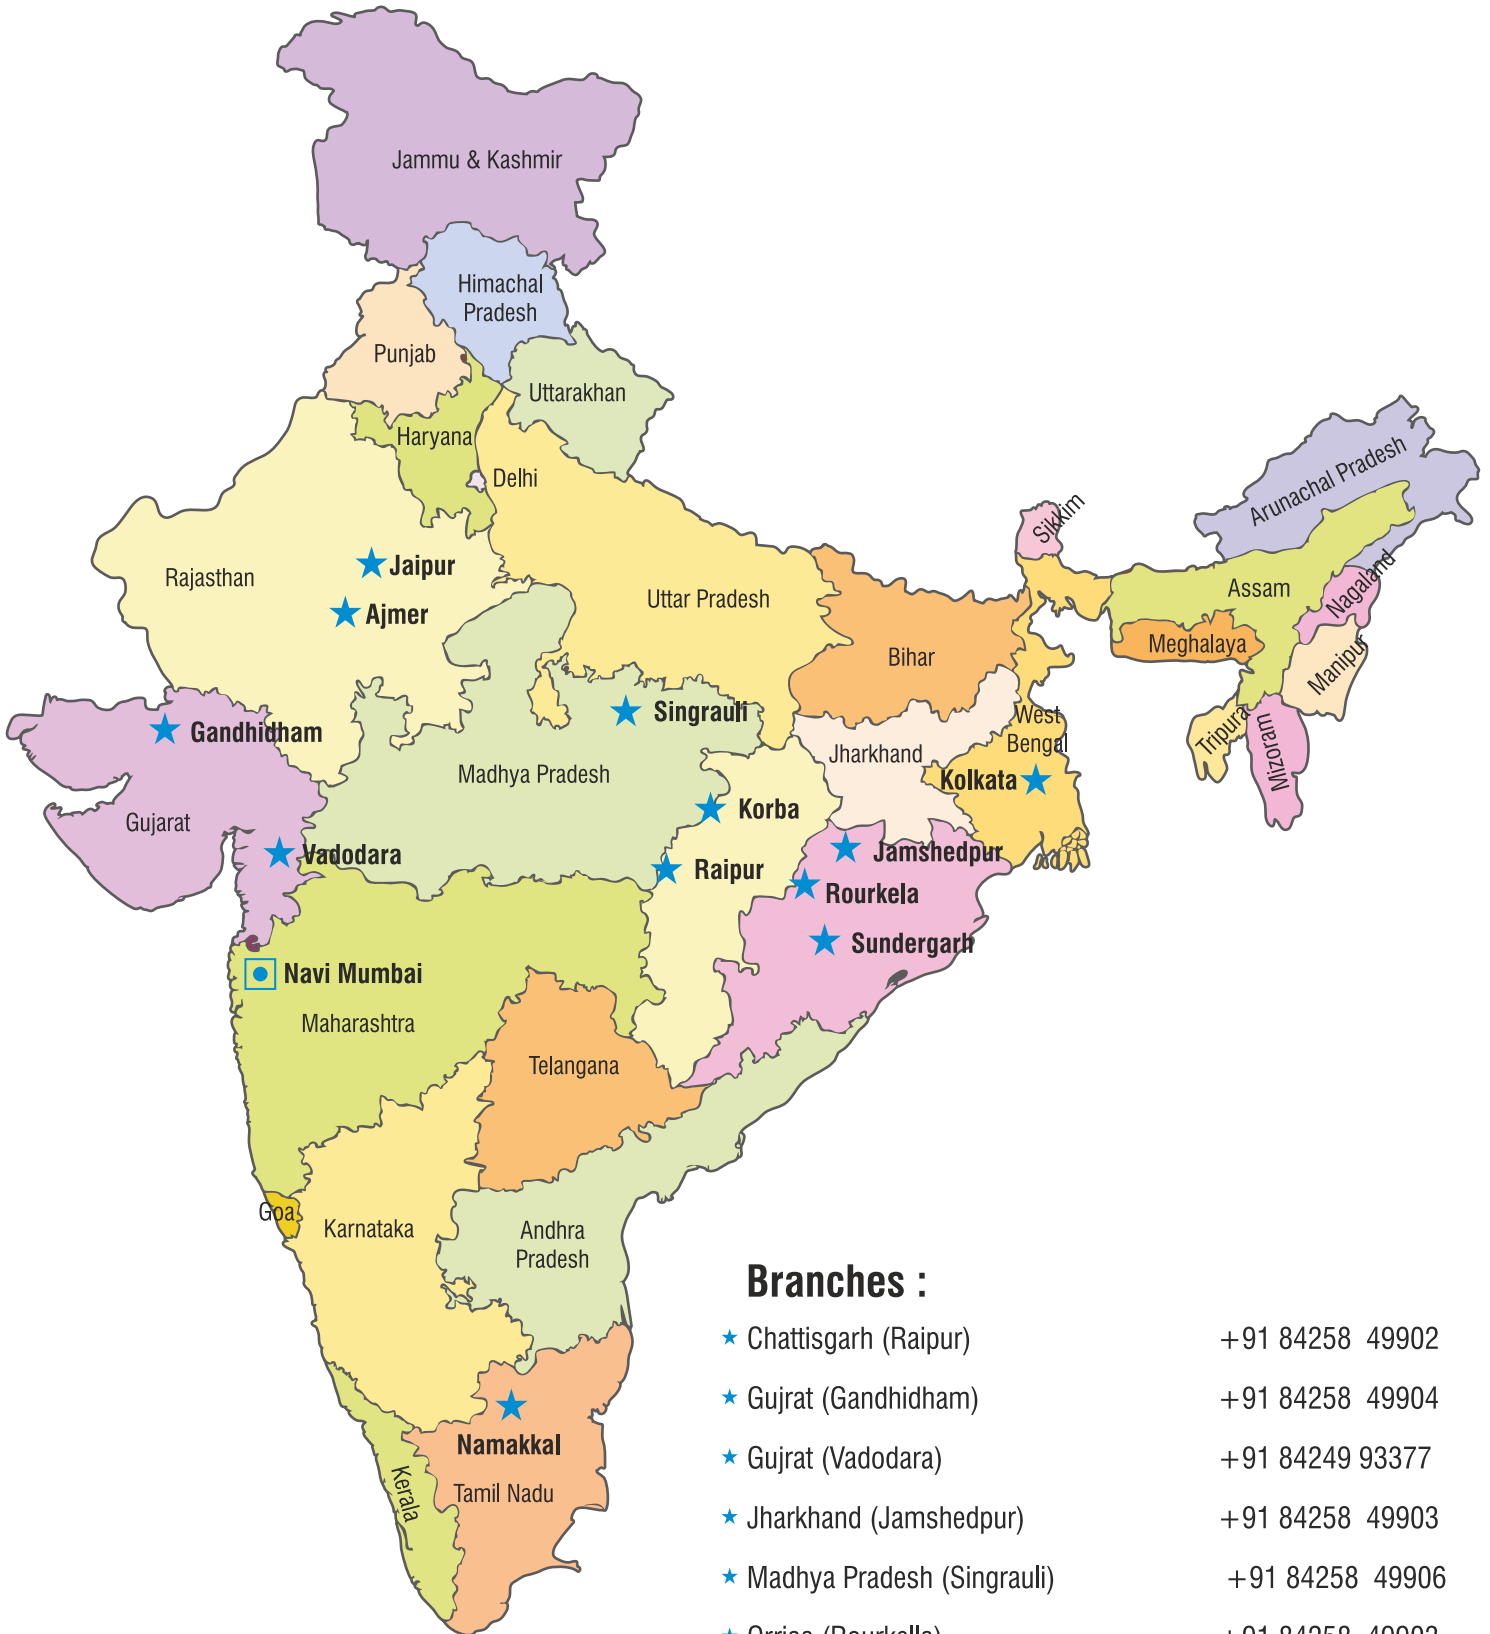 Jammu & Kashmir
Himachal
Pradesh
Punjab
Uttarakhan
Haryana
Delhi
Arunachal Pradesh
Sikkim
Jaipur
Rajasthan
Ajmer
Uttar Pradesh
Assam
Nagaland
Meghalaya
Bihar
Manipur
Singrauli
West
Bengal
Tripura
Mizoram
Gandhidham
Jharkhand
Madhya Pradesh
Kolkata
Korba
Gujarat
Vadodara
Jamshedpur
Raipur
Rourkela
Sundergarh
Navi Mumbai
Maharashtra
Telangana
Goa
Karnataka
Andhra
Pradesh
Namakkal
Kerala
Tamil Nadu
Branches :
Chattisgarh (Raipur) +91 84258 49902
Gujrat (Gandhidham) +91 84258 49904
Gujrat (Vadodara) +91 84249 93377
Jharkhand (Jamshedpur) +91 84258 49903
Madhya Pradesh (Singrauli) +91 84258 49906